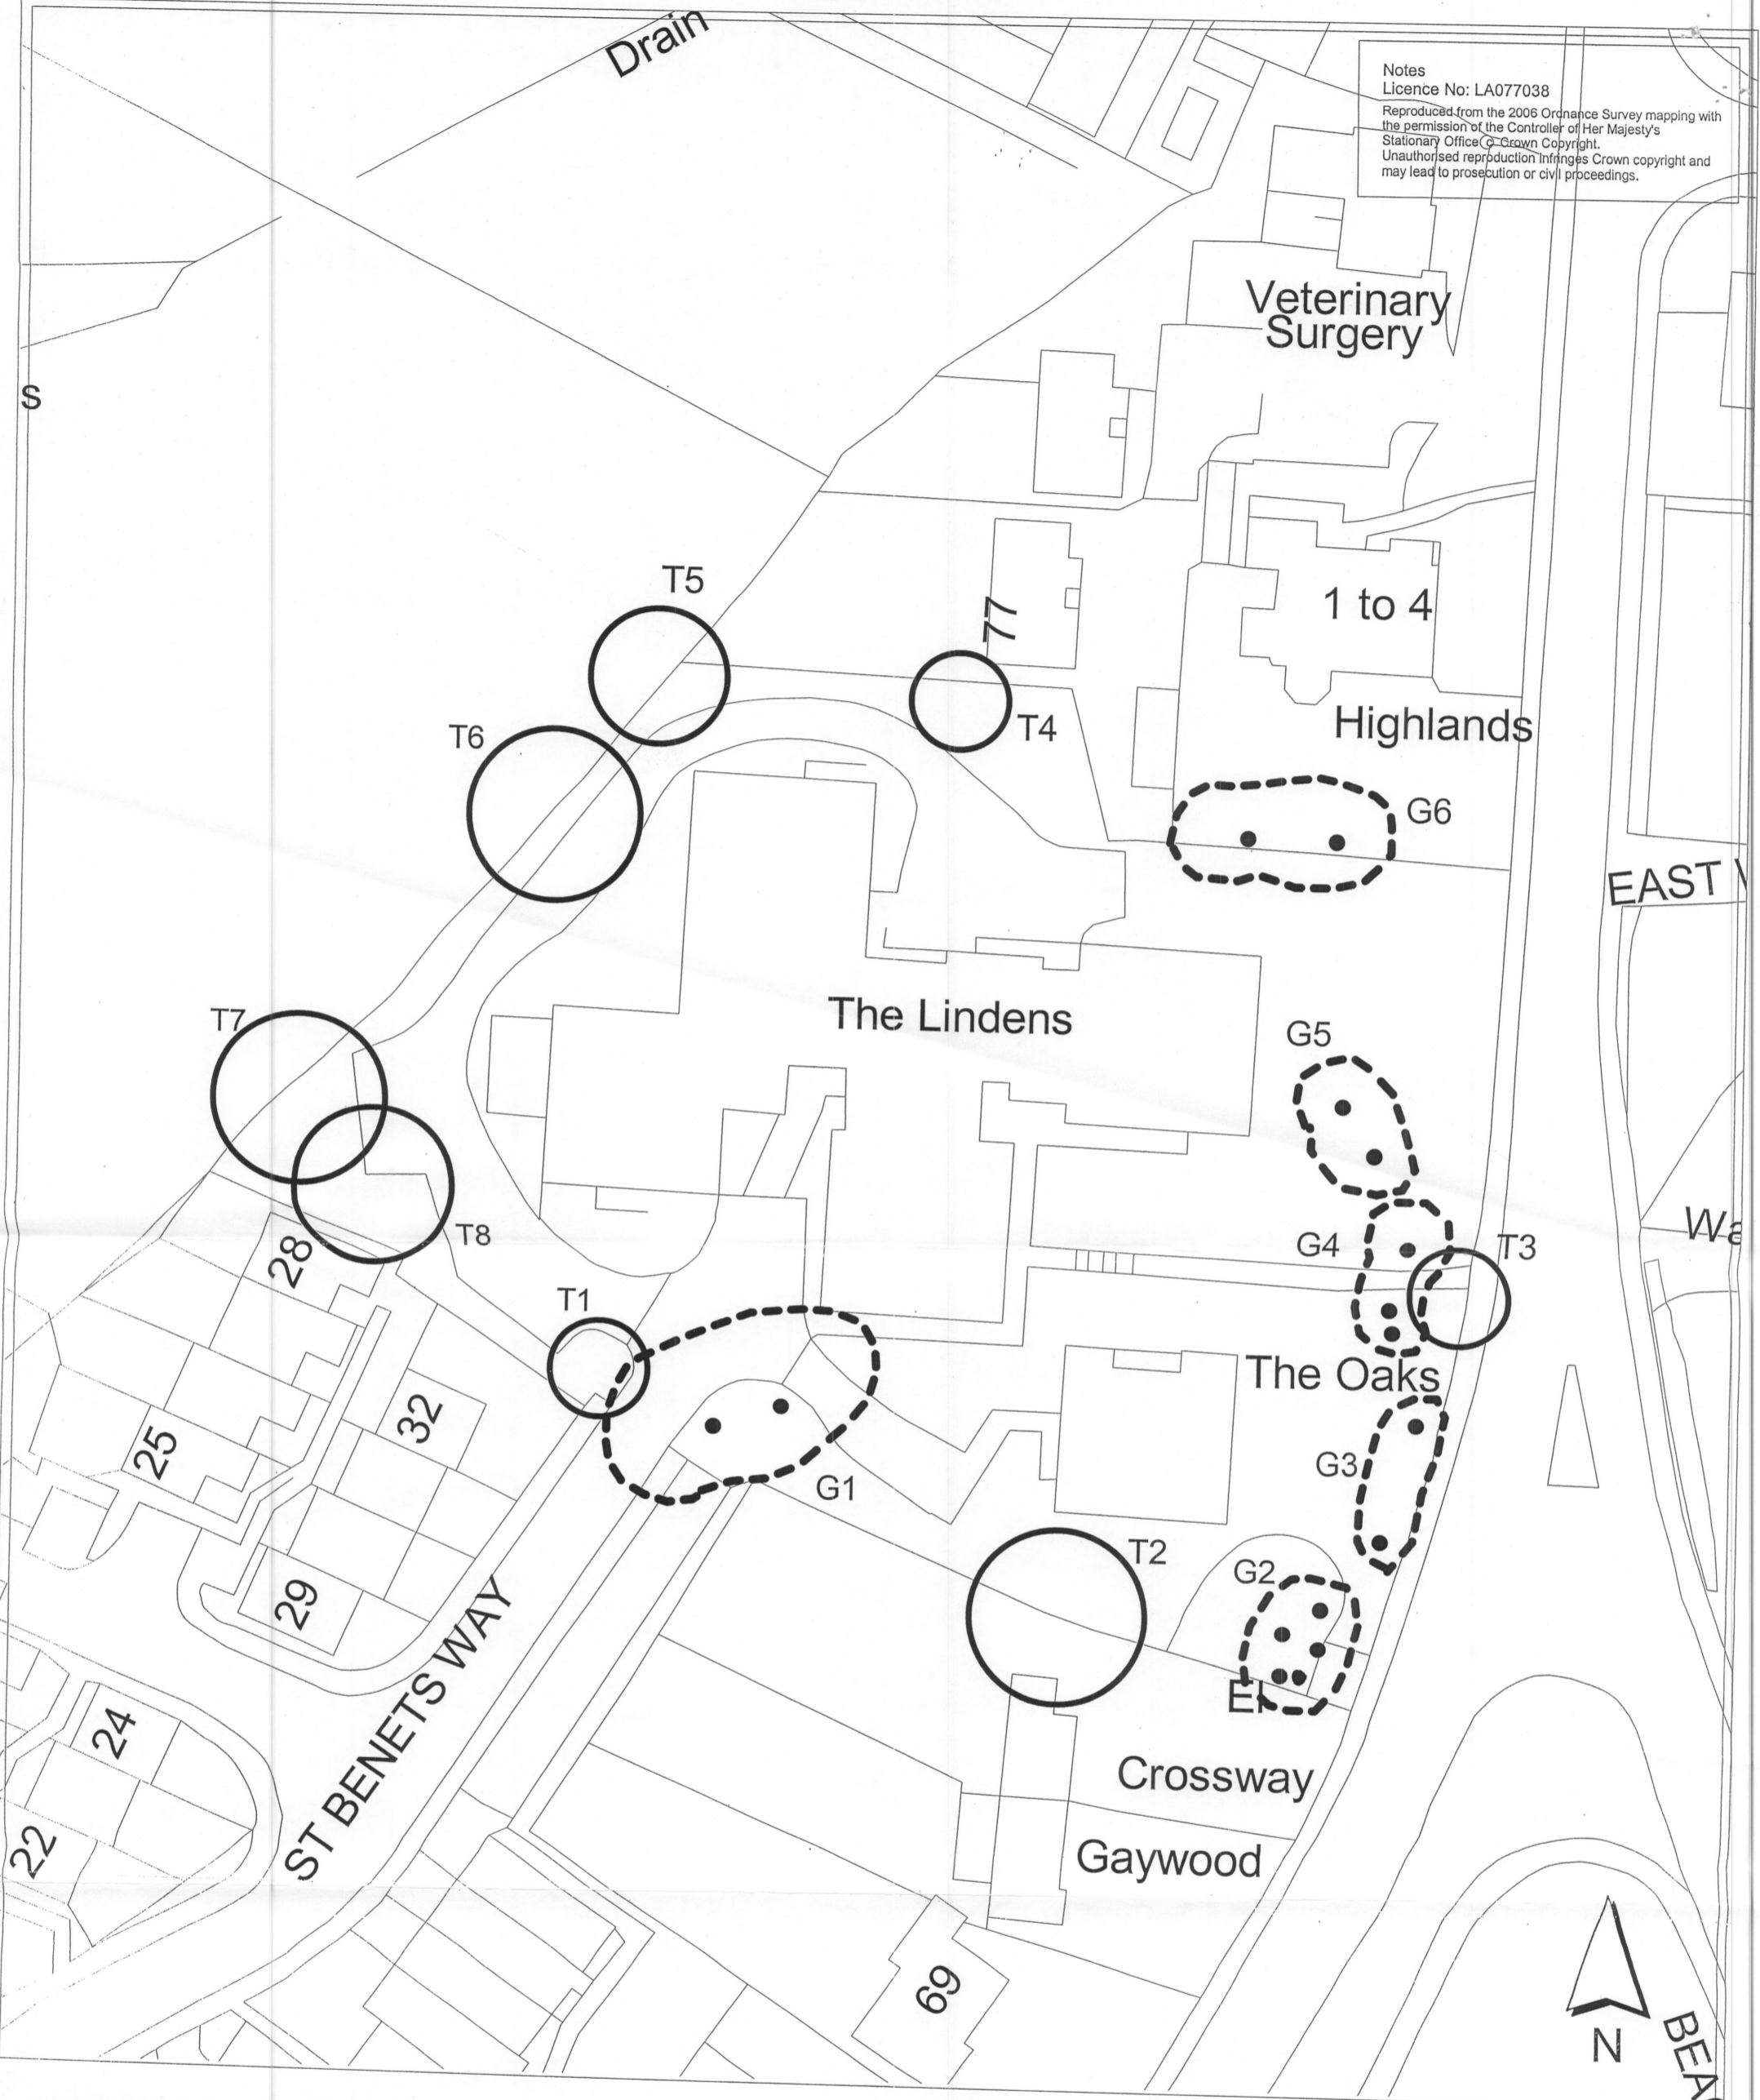 Drain
Notes
Licence No: LA077038
Reproduced from the 2006 Ordnance Survey mapping with
the permission of the Controller of Her Majesty's
Stationary Office © Crown Copyright.
Unauthorised reproduction Infringes Crown copyright and
may lead to prosecution or civil proceedings.
Veterinary
Surgery
s
T5
77
1 to 4
T6
T4
Highlands
G6
EAST
The Lindens
T7
G5
T8
28
G4
T3
Wa
T1
The Oaks
32
25
G3
G1
T2
G2
29
El
ST BENETS WAY
24
Crossway
22
Gaywood
69
N
BEA